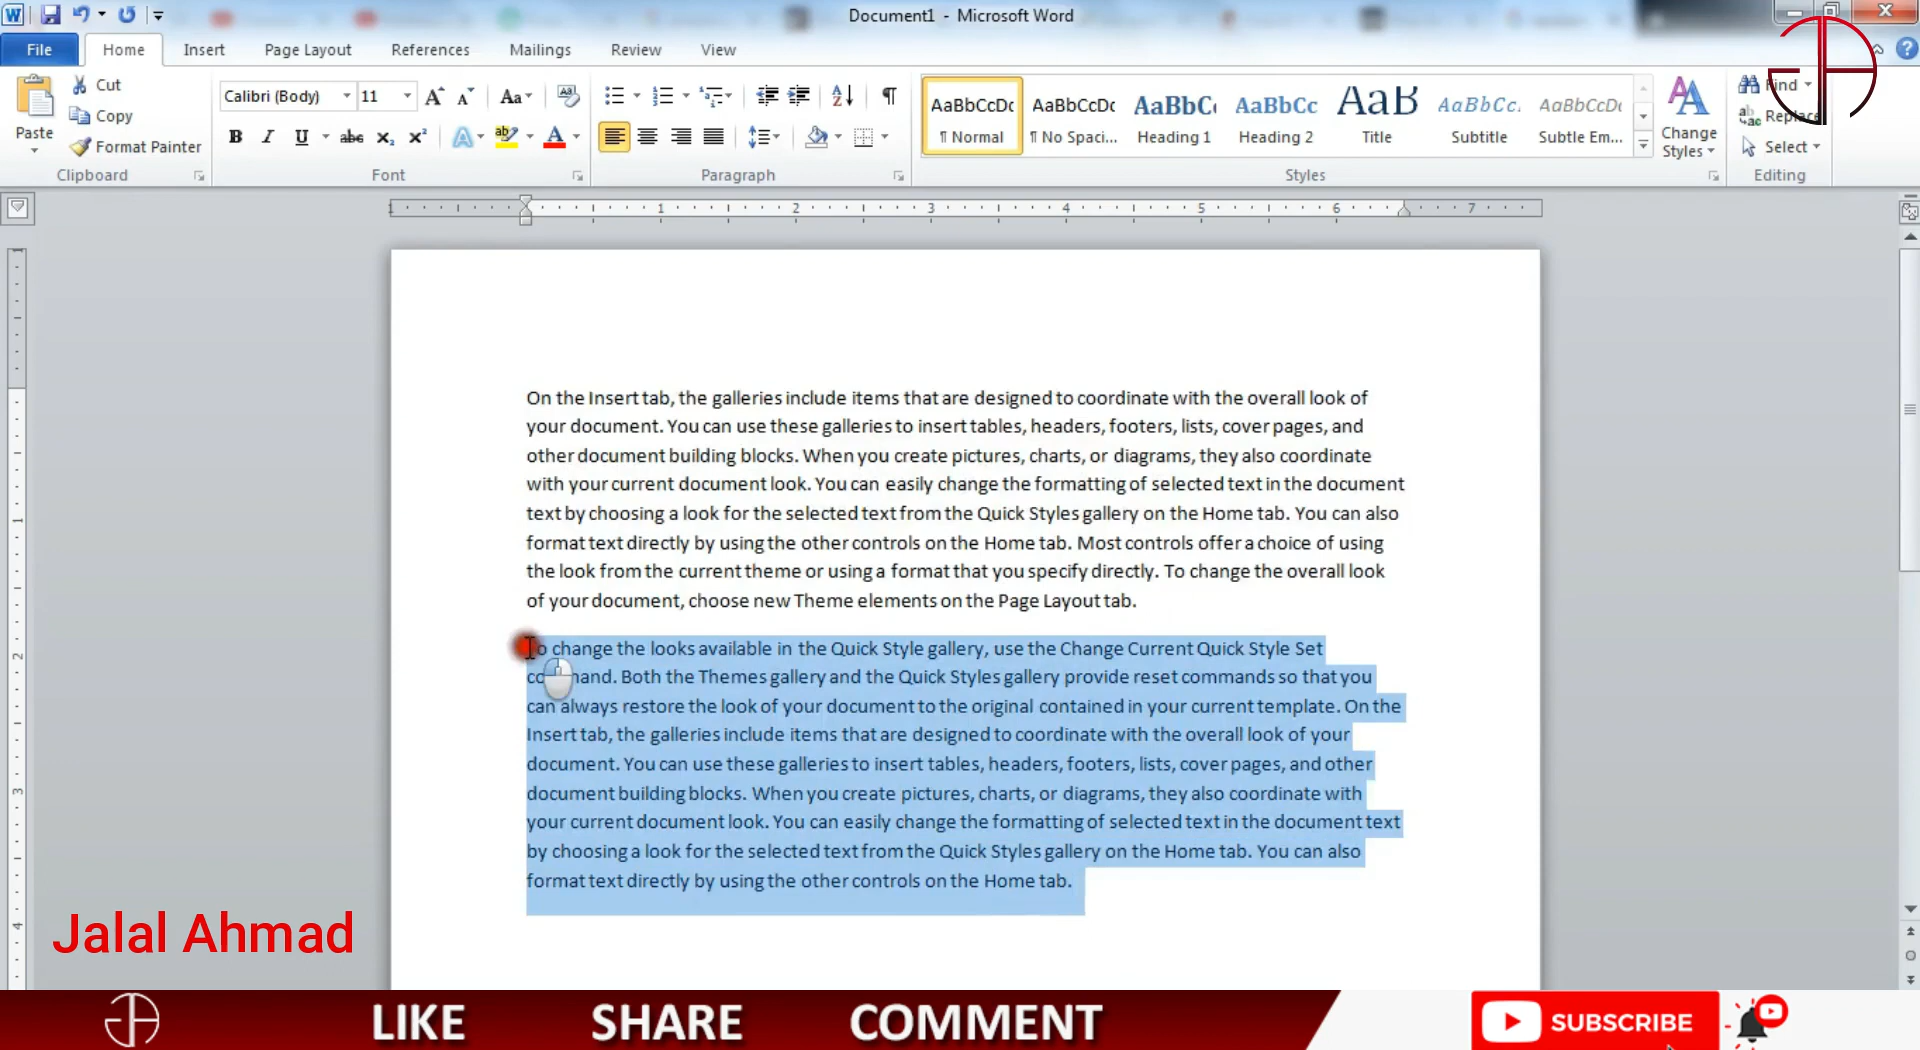 Document1 - Microsoft Word
File Home Insert Page Layout References Mailings Review View
Cut
Copy
Paste
Format Painter
Clipboard
Calibri (Body) 11
Font
Paragraph
AaBbCcDc AaBbCcDc AaBbC AaBbCc AaB AaBbCc. AaBbCcDc
¶ Normal ¶ No Spaci... Heading 1 Heading 2 Title Subtitle Subtle Em...
Change Styles
Styles
Find
Replace
Select
Editing
1 1 2 3 4 5 6 7
On the Insert tab, the galleries include items that are designed to coordinate with the overall look of
your document. You can use these galleries to insert tables, headers, footers, lists, cover pages, and
other document building blocks. When you create pictures, charts, or diagrams, they also coordinate
with your current document look. You can easily change the formatting of selected text in the document
text by choosing a look for the selected text from the Quick Styles gallery on the Home tab. You can also
format text directly by using the other controls on the Home tab. Most controls offer a choice of using
the look from the current theme or using a format that you specify directly. To change the overall look
of your document, choose new Theme elements on the Page Layout tab.
To change the looks available in the Quick Style gallery, use the Change Current Quick Style Set
command. Both the Themes gallery and the Quick Styles gallery provide reset commands so that you
can always restore the look of your document to the original contained in your current template. On the
Insert tab, the galleries include items that are designed to coordinate with the overall look of your
document. You can use these galleries to insert tables, headers, footers, lists, cover pages, and other
document building blocks. When you create pictures, charts, or diagrams, they also coordinate with
your current document look. You can easily change the formatting of selected text in the document text
by choosing a look for the selected text from the Quick Styles gallery on the Home tab. You can also
format text directly by using the other controls on the Home tab.
Jalal Ahmad
LIKE SHARE COMMENT SUBSCRIBE